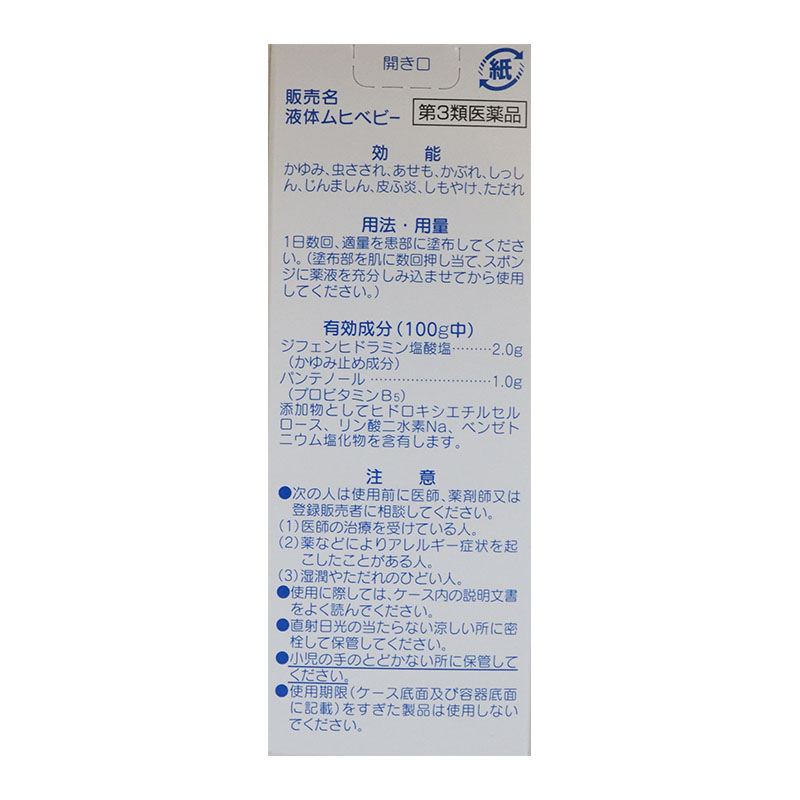 開き口
紙
販売名
液体ムヒベビー
第3類医薬品
効 能
かゆみ、虫さされ、あせも、かぶれ、しっし
ん、じんましん、皮ふ炎、しもやけ、ただれ
用法・用量
1日数回、適量を患部に塗布してくださ
い。(塗布部を肌に数回押し当て、スポン
ジに薬液を充分しみ込ませてから使用
してください。)
有効成分(100g中)
ジフェンヒドラミン塩酸塩………2.0g
(かゆみ止め成分)
パンテノール………………………1.0g
(プロビタミンB5)
添加物としてヒドロキシエチルセル
ロース、リン酸二水素Na、ベンゼト
ニウム塩化物を含有します。
注 意
●次の人は使用前に医師、薬剤師又は
登録販売者に相談してください。
(1)医師の治療を受けている人。
(2)薬などによりアレルギー症状を起
こしたことがある人。
(3)湿潤やただれのひどい人。
●使用に際しては、ケース内の説明文書
をよく読んでください。
●直射日光の当たらない涼しい所に密
栓して保管してください。
●小児の手のとどかない所に保管して
ください。
●使用期限(ケース底面及び容器底面
に記載)をすぎた製品は使用しない
でください。